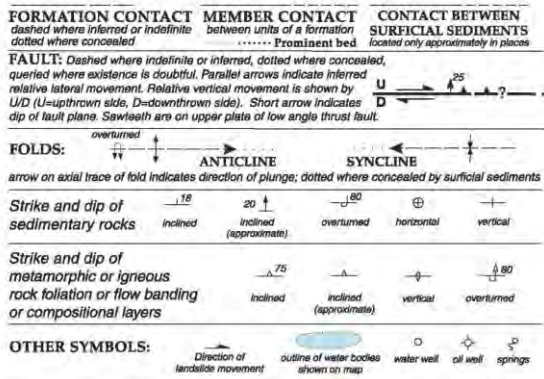 FORMATION CONTACT
dashed where inferred or indefinite
dotted where concealed
MEMBER CONTACT
between units of a formation
Prominent bed
CONTACT BETWEEN
SURFICIAL SEDIMENTS
located only approximately in places
FAULT: Dashed where indefinite or inferred, dotted where concealed,
queried where existence is doubtful. Parallel arrows indicate inferred
relative lateral movement. Relative vertical movement is shown by
U/D (U=upthrown side, D=downthrown side). Short arrow indicates
dip of fault plane. Sawteeth are on upper plate of low angle thrust fault.
U
D
25
?
FOLDS:
overturned
ANTICLINE
SYNCLINE
arrow on axial trace of fold indicates direction of plunge; dotted where concealed by surficial sediments
Strike and dip of
sedimentary rocks
18
inclined
20
inclined
(approximate)
80
overturned
horizontal
vertical
Strike and dip of
metamorphic or igneous
rock foliation or flow banding
or compositional layers
75
inclined
inclined
(approximate)
vertical
80
overturned
OTHER SYMBOLS:
Direction of
landslide movement
outline of water bodies
shown on map
water well
oil well
springs